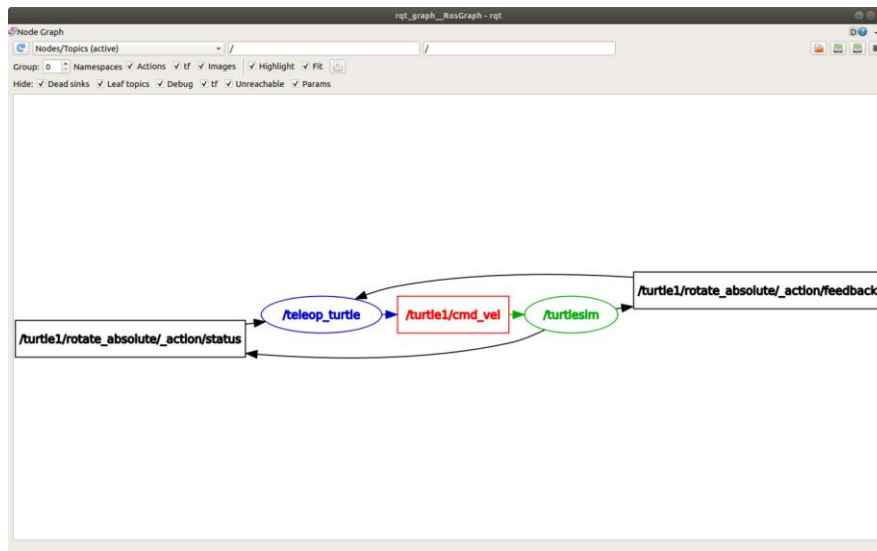 rqt_graph__RosGraph - rqt
Node Graph
D
Nodes/Topics (active) / /
Group: 0 Namespaces ✓ Actions ✓ tf ✓ Images ✓ Highlight ✓ Fit
Hide: ✓ Dead sinks ✓ Leaf topics ✓ Debug ✓ tf ✓ Unreachable ✓ Params
/turtle1/rotate_absolute/_action/feedback
/teleop_turtle /turtle1/cmd_vel /turtlesim
/turtle1/rotate_absolute/_action/status